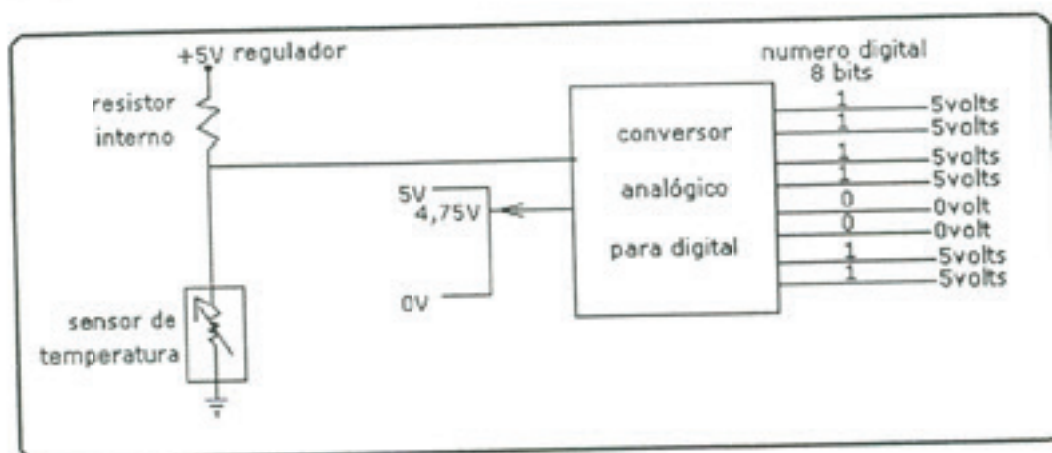 +5V regulador
resistor
interno
sensor de
temperatura
5V
4,75V
0V
conversor
analógico
para digital
numero digital
8 bits
1 5volts
1 5volts
1 5volts
1 5volts
0 0volt
0 0volt
1 5volts
1 5volts